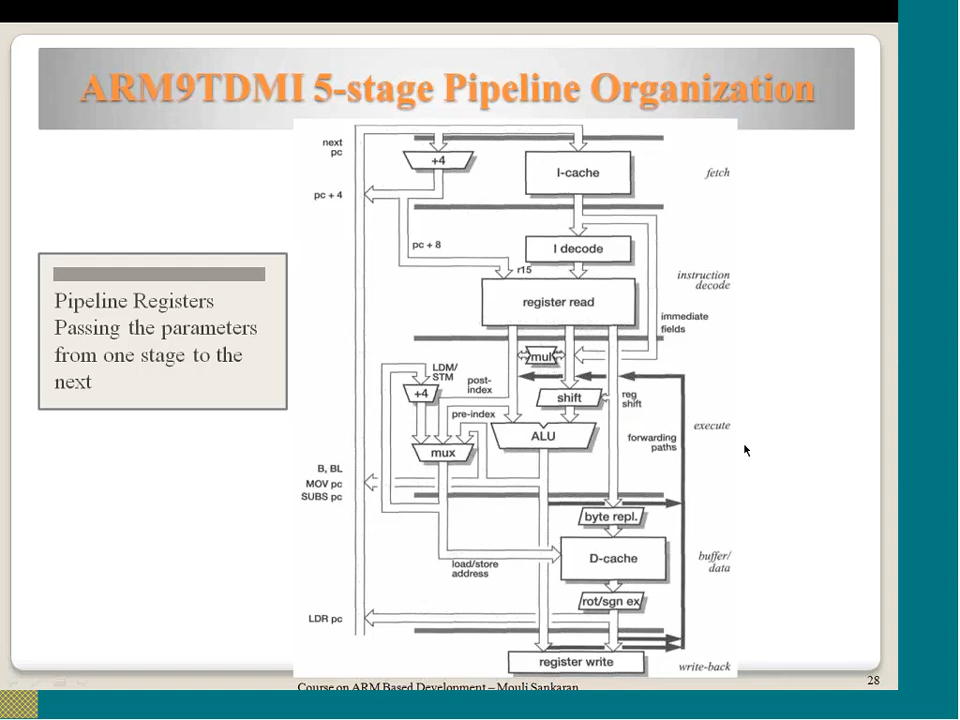 ARM9TDMI 5-stage Pipeline Organization
next
pc
+4
I-cache
fetch
pc + 4
pc + 8
I decode
r15
instruction
decode
register read
immediate
fields
Pipeline Registers
Passing the parameters
from one stage to the
next
mul
LDM/
STM
post-
index
+4
shift
reg
shift
pre-index
ALU
execute
forwarding
paths
mux
B, BL
MOV pc
SUBS pc
byte repl.
D-cache
buffer/
data
load/store
address
rot/sgn ex
LDR pc
register write
write-back
Course on ARM Based Development – Mouli Sankaran
28